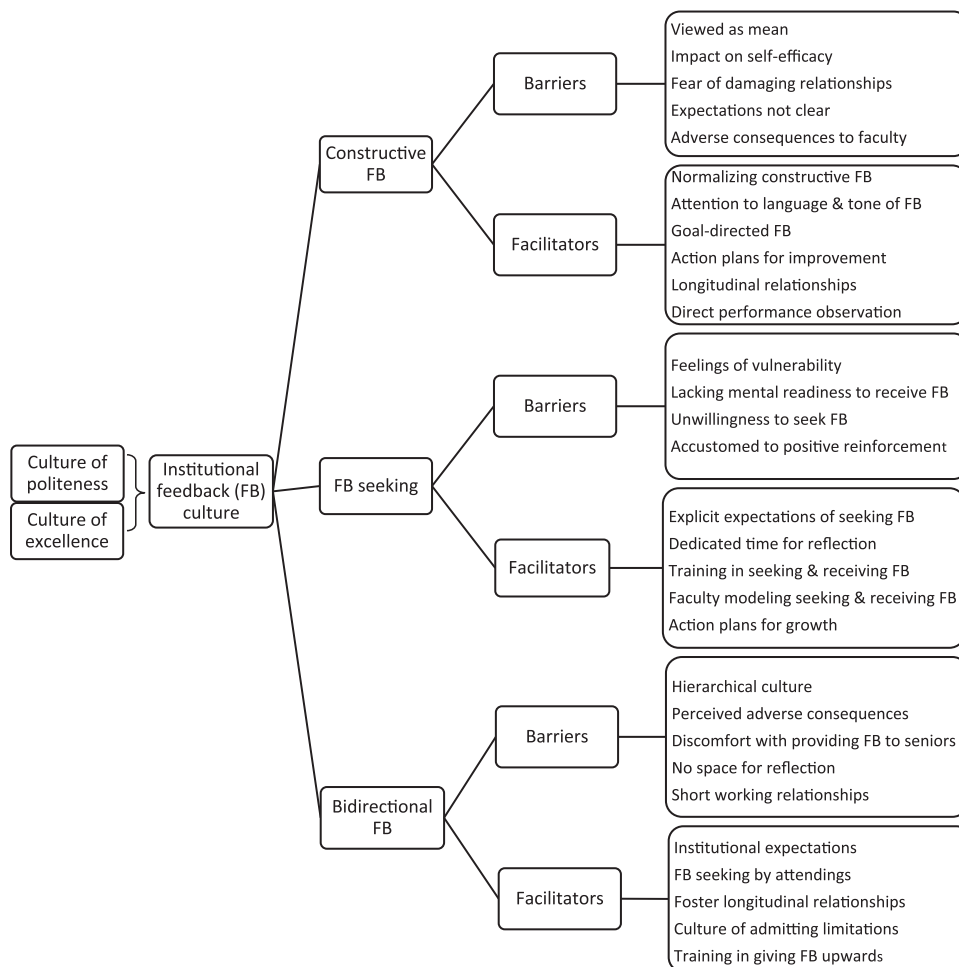 Culture of
politeness
Culture of
excellence
Institutional
feedback (FB)
culture
Constructive
FB
Barriers
Viewed as mean
Impact on self-efficacy
Fear of damaging relationships
Expectations not clear
Adverse consequences to faculty
Facilitators
Normalizing constructive FB
Attention to language & tone of FB
Goal-directed FB
Action plans for improvement
Longitudinal relationships
Direct performance observation
FB seeking
Barriers
Feelings of vulnerability
Lacking mental readiness to receive FB
Unwillingness to seek FB
Accustomed to positive reinforcement
Facilitators
Explicit expectations of seeking FB
Dedicated time for reflection
Training in seeking & receiving FB
Faculty modeling seeking & receiving FB
Action plans for growth
Bidirectional
FB
Barriers
Hierarchical culture
Perceived adverse consequences
Discomfort with providing FB to seniors
No space for reflection
Short working relationships
Facilitators
Institutional expectations
FB seeking by attendings
Foster longitudinal relationships
Culture of admitting limitations
Training in giving FB upwards